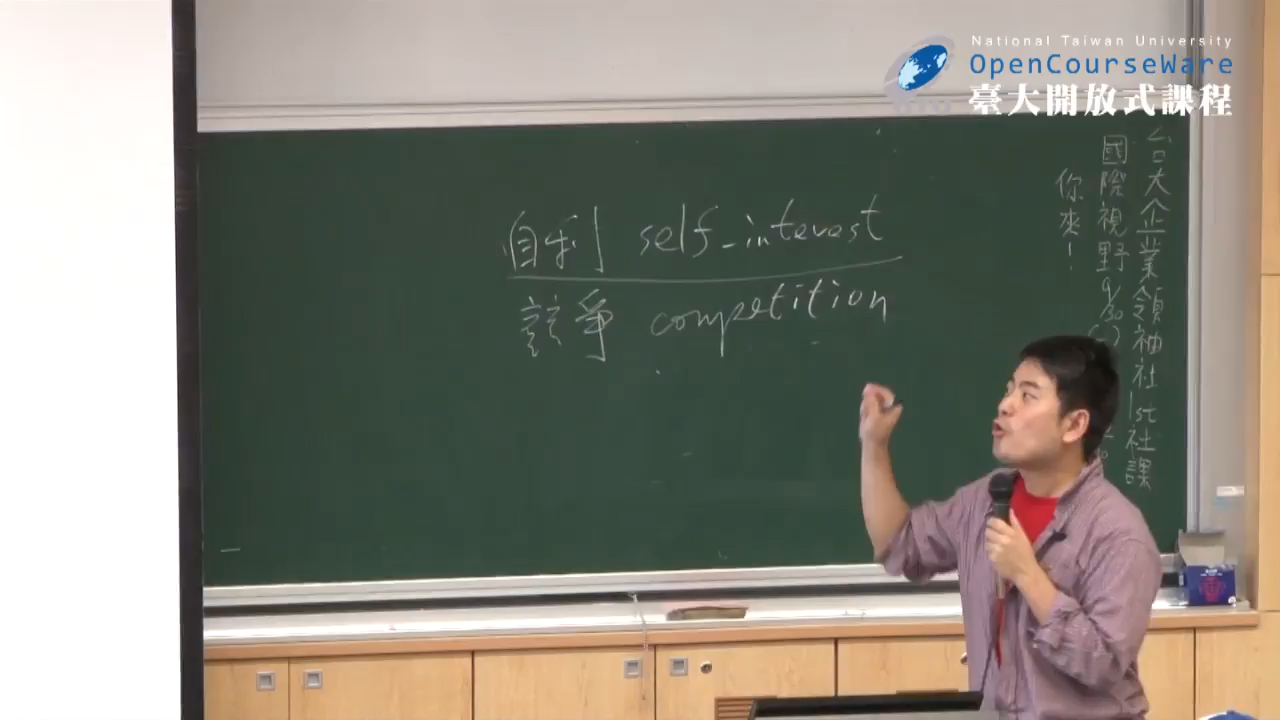 National Taiwan University
OpenCourseWare
臺大開放式課程
自利 self-interest
競爭 competition
台大企業領袖社 1st 社課
國際視野 9/30
你來！